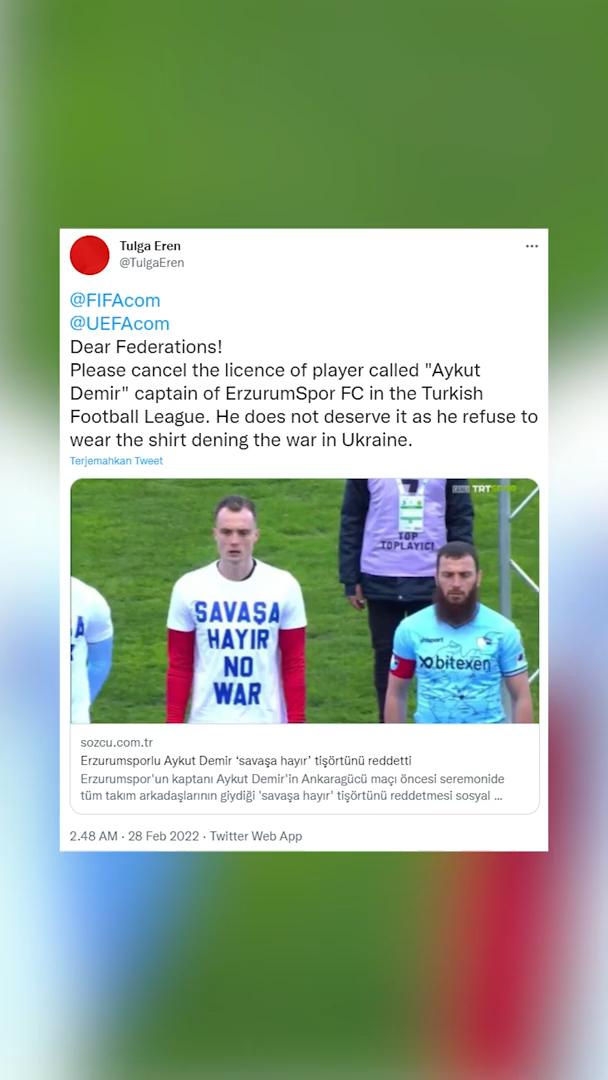 Tulga Eren
@TulgaEren
@FIFAcom
@UEFAcom
Dear Federations!
Please cancel the licence of player called "Aykut
Demir" captain of ErzurumSpor FC in the Turkish
Football League. He does not deserve it as he refuse to
wear the shirt dening the war in Ukraine.
Terjemahkan Tweet
TRTSPOR
TOP
TOPLAYICI
SAVAŞA
HAYIR
NO
WAR
uhlsport
bitexen
sozcu.com.tr
Erzurumsporlu Aykut Demir ‘savaşa hayır’ tişörtünü reddetti
Erzurumspor'un kaptanı Aykut Demir'in Ankaragücü maçı öncesi seremonide
tüm takım arkadaşlarının giydiği 'savaşa hayır' tişörtünü reddetmesi sosyal ...
2.48 AM · 28 Feb 2022 · Twitter Web App